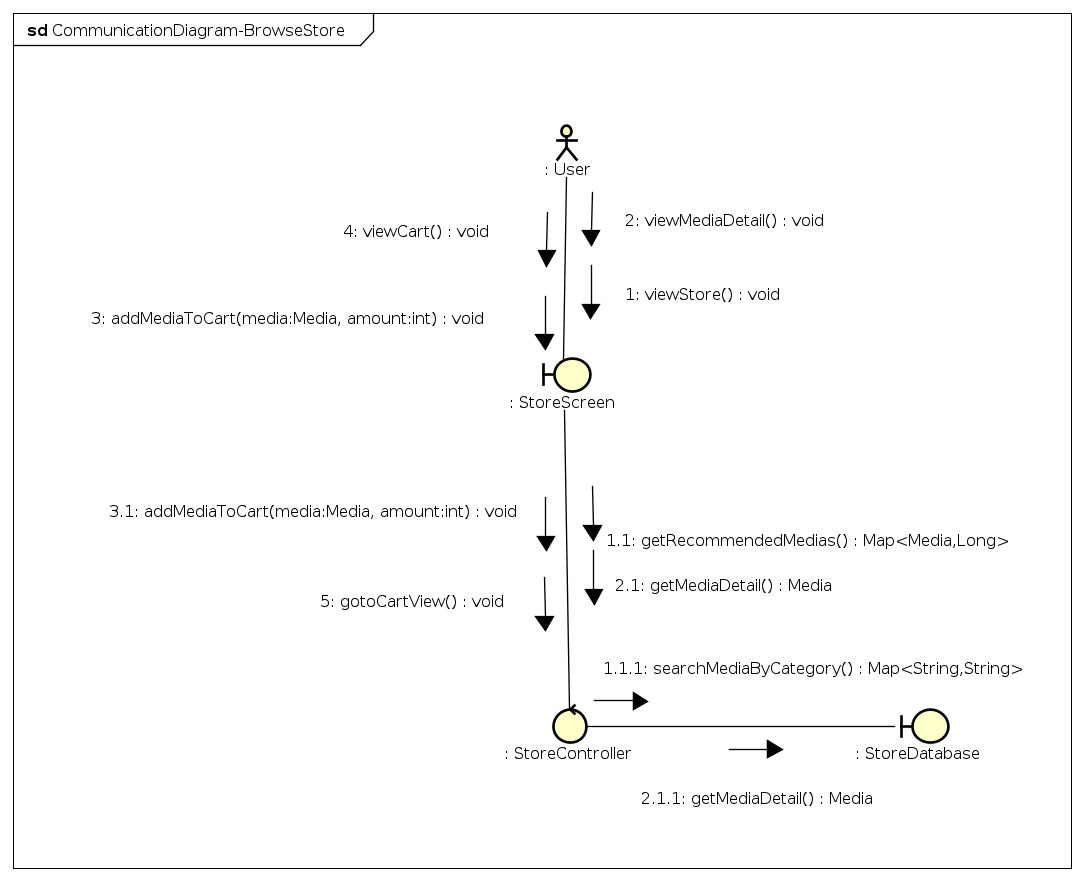 sd CommunicationDiagram-BrowseStore
: User
2: viewMediaDetail() : void
4: viewCart() : void
1: viewStore() : void
3: addMediaToCart(media:Media, amount:int) : void
: StoreScreen
3.1: addMediaToCart(media:Media, amount:int) : void
1.1: getRecommendedMedias() : Map<Media,Long>
2.1: getMediaDetail() : Media
5: gotoCartView() : void
1.1.1: searchMediaByCategory() : Map<String,String>
: StoreController
: StoreDatabase
2.1.1: getMediaDetail() : Media